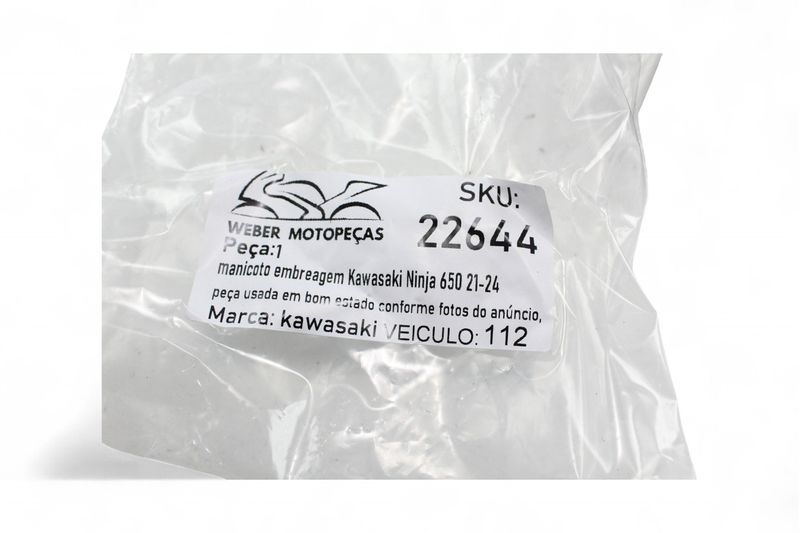 WEBER MOTOPEÇAS
SKU:
22644
Peça:1
manicoto embreagem Kawasaki Ninja 650 21-24
peça usada em bom estado conforme fotos do anúncio,
Marca: kawasaki VEICULO: 112